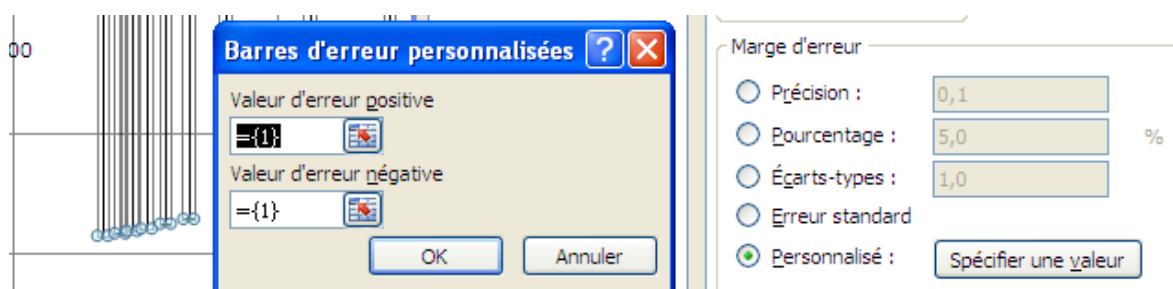 00
Barres d'erreur personnalisées
Valeur d'erreur positive
={1}
Valeur d'erreur négative
={1}
OK
Annuler
Marge d'erreur
Précision :
0,1
Pourcentage :
5,0
%
Écarts-types :
1,0
Erreur standard
Personnalisé :
Spécifier une valeur